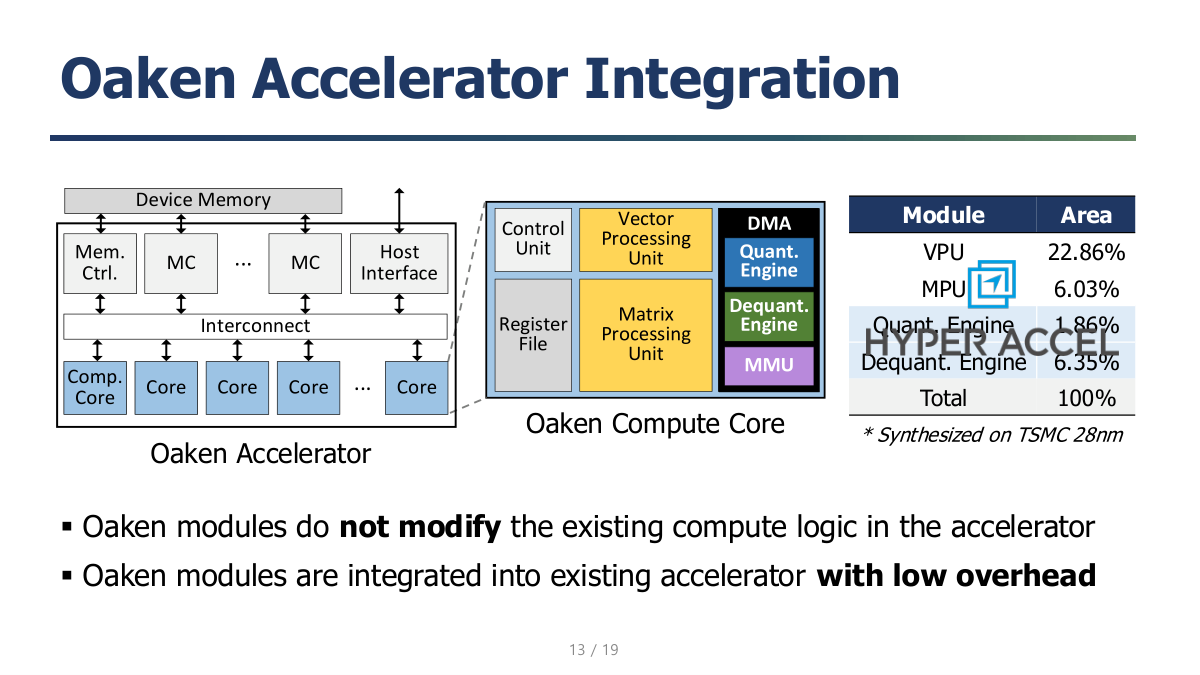 Oaken Accelerator Integration
Device Memory
Mem.
Ctrl.
MC
...
MC
Host
Interface
Interconnect
Comp.
Core
Core
Core
Core
...
Core
Oaken Accelerator
Control
Unit
Vector
Processing
Unit
Register
File
Matrix
Processing
Unit
DMA
Quant.
Engine
Dequant.
Engine
MMU
Oaken Compute Core
Module Area
VPU 22.86%
MPU 6.03%
Quant. Engine 1.86%
HYPER ACCEL
Dequant. Engine 6.35%
Total 100%
* Synthesized on TSMC 28nm
▪ Oaken modules do not modify the existing compute logic in the accelerator
▪ Oaken modules are integrated into existing accelerator with low overhead
13 / 19